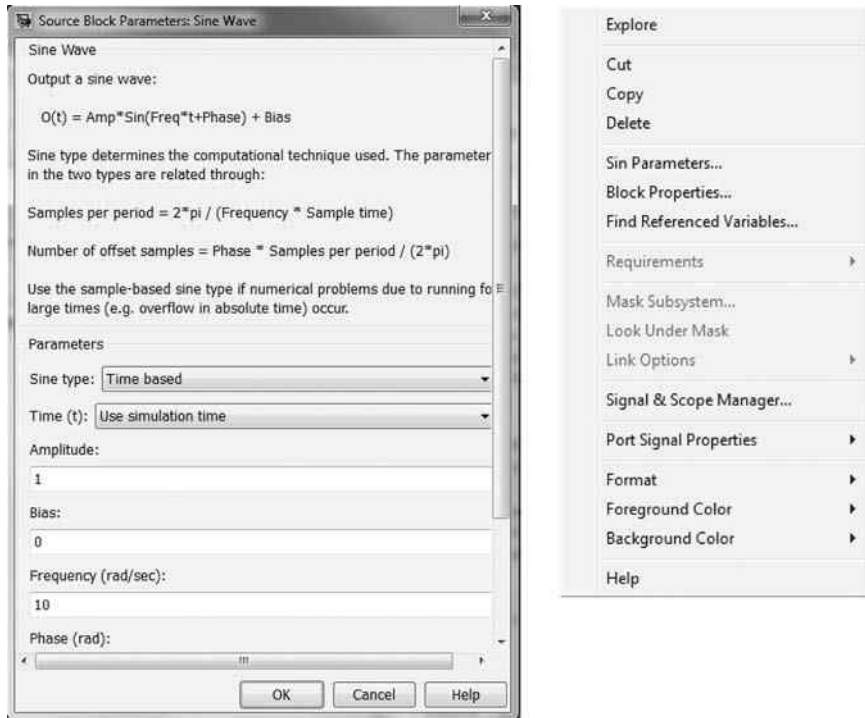 Source Block Parameters: Sine Wave
Sine Wave
Output a sine wave:
O(t) = Amp*Sin(Freq*t+Phase) + Bias
Sine type determines the computational technique used. The parameter
in the two types are related through:
Samples per period = 2*pi / (Frequency * Sample time)
Number of offset samples = Phase * Samples per period / (2*pi)
Use the sample-based sine type if numerical problems due to running fo
large times (e.g. overflow in absolute time) occur.
Parameters
Sine type: Time based
Time (t): Use simulation time
Amplitude:
1
Bias:
0
Frequency (rad/sec):
10
Phase (rad):
OK Cancel Help
Explore
Cut
Copy
Delete
Sin Parameters...
Block Properties...
Find Referenced Variables...
Requirements
Mask Subsystem...
Look Under Mask
Link Options
Signal & Scope Manager...
Port Signal Properties
Format
Foreground Color
Background Color
Help